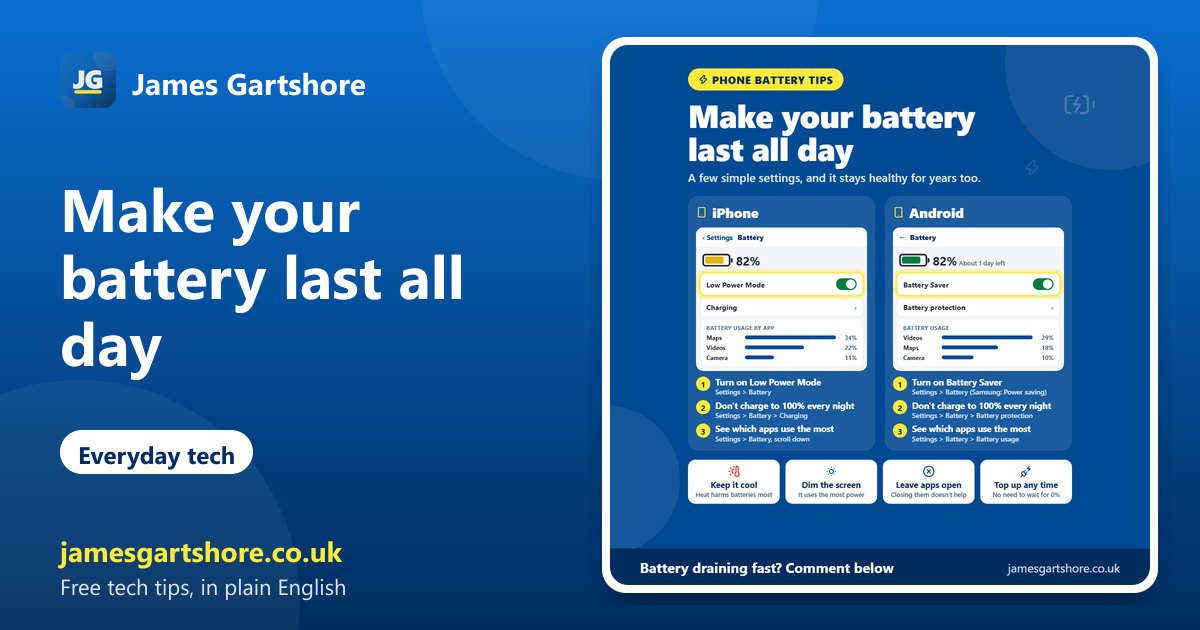 JG
James Gartshore
Make your
battery last all
day
Everyday tech
jamesgartshore.co.uk
Free tech tips, in plain English
PHONE BATTERY TIPS
Make your battery
last all day
A few simple settings, and it stays healthy for years too.
iPhone
‹ Settings Battery
82%
Low Power Mode
Charging ›
BATTERY USAGE BY APP
Maps 34%
Videos 22%
Camera 11%
1 Turn on Low Power Mode
Settings > Battery
2 Don't charge to 100% every night
Settings > Battery > Charging
3 See which apps use the most
Settings > Battery, scroll down
Android
← Battery
82% About 1 day left
Battery Saver
Battery protection ›
BATTERY USAGE
Videos 29%
Maps 18%
Camera 10%
1 Turn on Battery Saver
Settings > Battery (Samsung: Power saving)
2 Don't charge to 100% every night
Settings > Battery > Battery protection
3 See which apps use the most
Settings > Battery > Battery usage
Keep it cool
Heat harms batteries most
Dim the screen
It uses the most power
Leave apps open
Closing them doesn't help
Top up any time
No need to wait for 0%
Battery draining fast? Comment below
jamesgartshore.co.uk